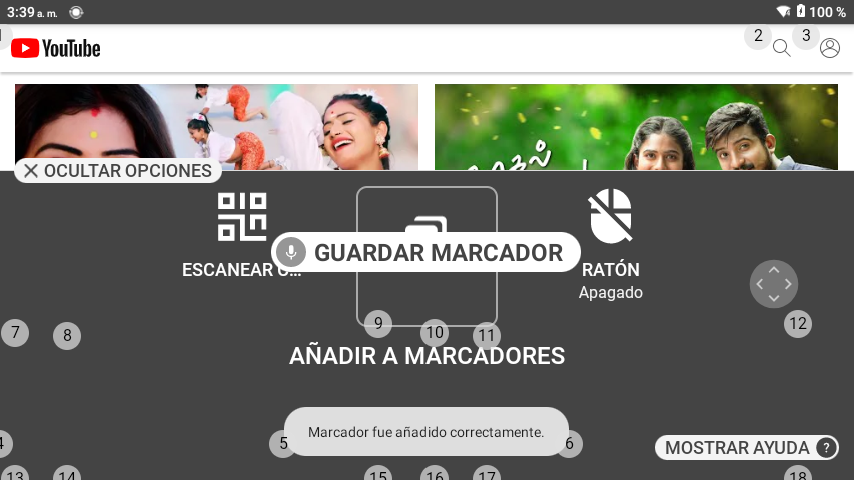 3:39 a. m.
100 %
2
3
YouTube
OCULTAR OPCIONES
GUARDAR MARCADOR
ESCANEAR
RATÓN
Apagado
7
8
9
10
11
12
AÑADIR A MARCADORES
4
5
Marcador fue añadido correctamente.
6
MOSTRAR AYUDA ?
13
14
15
16
17
18